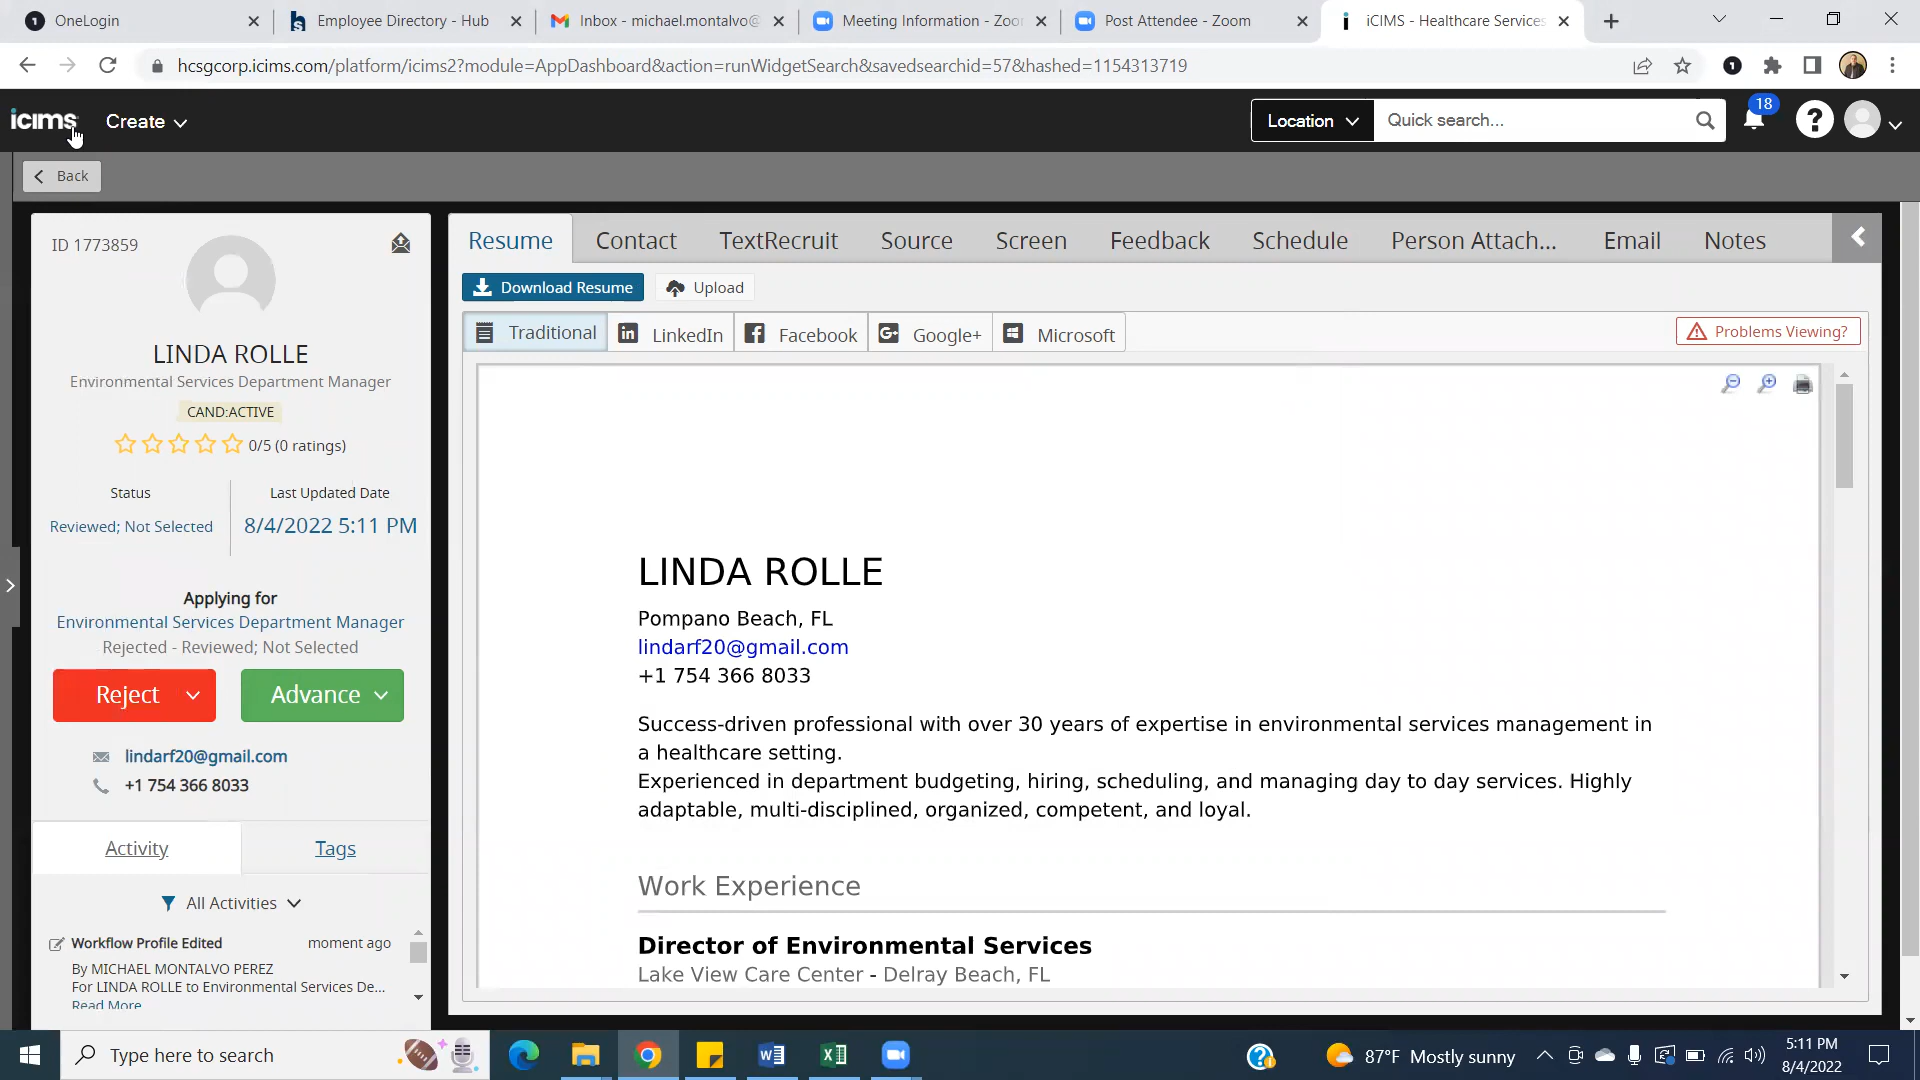 OneLogin
Employee Directory - Hub
Inbox - michael.montalvo@
Meeting Information - Zoo
Post Attendee - Zoom
iCIMS - Healthcare Services
hcsgcorp.icims.com/platform/icims2?module=AppDashboard&action=runWidgetSearch&savedsearchid=57&hashed=1154313719
icims
Create
Location
Quick search...
18
Back
ID 1773859
LINDA ROLLE
Environmental Services Department Manager
CAND:ACTIVE
0/5 (0 ratings)
Status
Last Updated Date
Reviewed; Not Selected
8/4/2022 5:11 PM
Applying for
Environmental Services Department Manager
Rejected - Reviewed; Not Selected
Reject
Advance
lindarf20@gmail.com
+1 754 366 8033
Activity
Tags
All Activities
Workflow Profile Edited
moment ago
By MICHAEL MONTALVO PEREZ
For LINDA ROLLE to Environmental Services De...
Read More
Resume
Contact
TextRecruit
Source
Screen
Feedback
Schedule
Person Attach...
Email
Notes
Download Resume
Upload
Traditional
LinkedIn
Facebook
Google+
Microsoft
Problems Viewing?
LINDA ROLLE
Pompano Beach, FL
lindarf20@gmail.com
+1 754 366 8033
Success-driven professional with over 30 years of expertise in environmental services management in
a healthcare setting.
Experienced in department budgeting, hiring, scheduling, and managing day to day services. Highly
adaptable, multi-disciplined, organized, competent, and loyal.
Work Experience
Director of Environmental Services
Lake View Care Center - Delray Beach, FL
Type here to search
87°F Mostly sunny
5:11 PM
8/4/2022